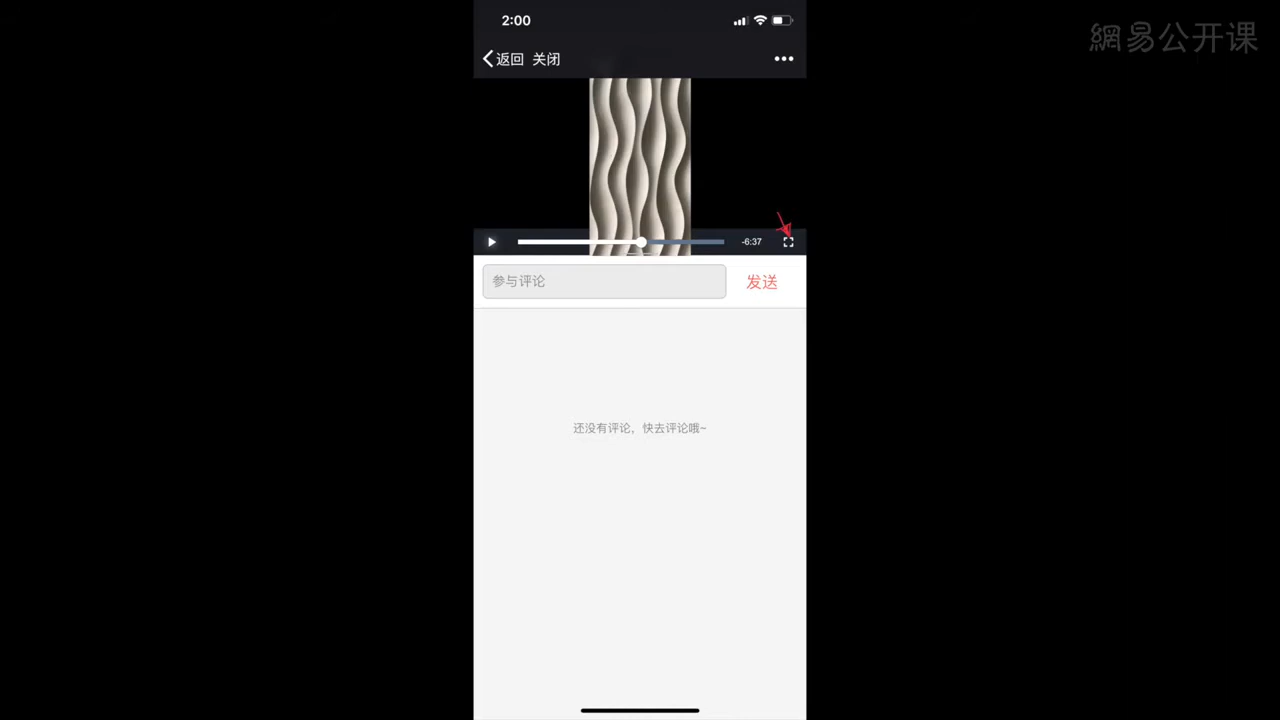 2:00
網易公开课
返回 关闭
-6:37
参与评论
发送
还没有评论，快去评论哦~